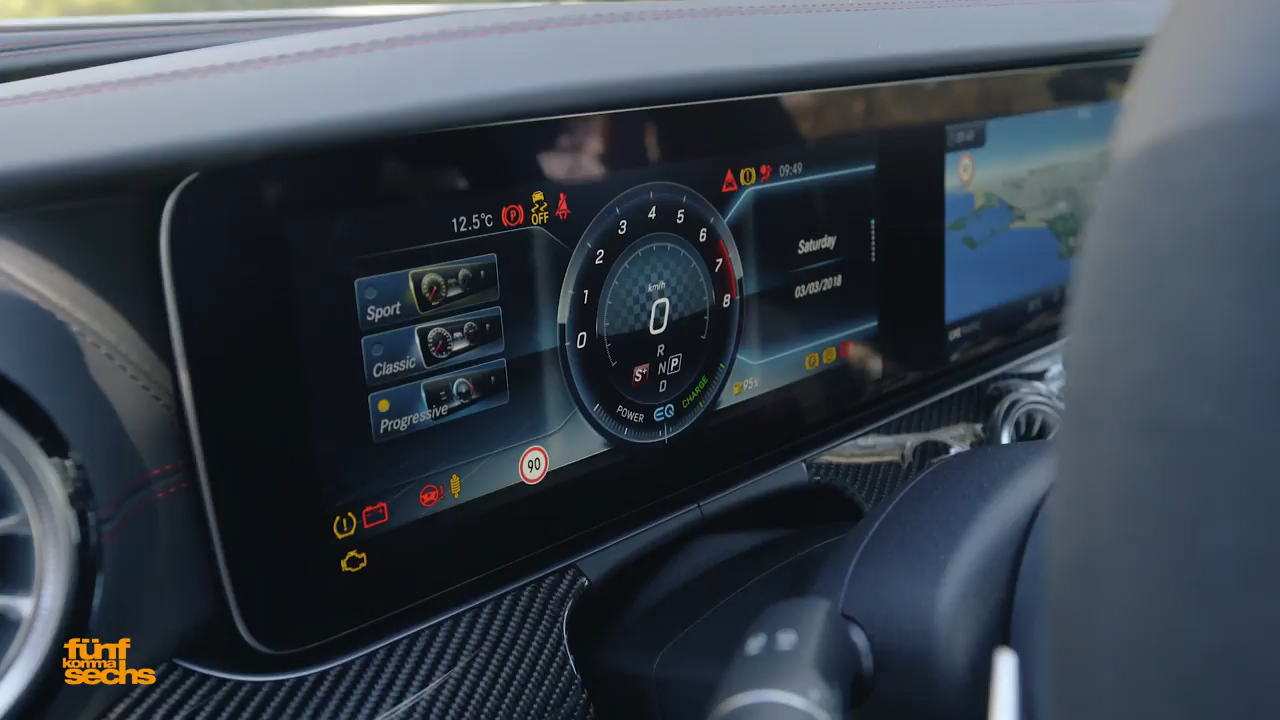 12.5°C
OFF
09:49
Sport
Classic
Progressive
0
1
2
3
4
5
6
7
8
km/h
0
R
N
D
S+
P
POWER
EQ
CHARGE
Saturday
03/03/2018
90
fünf
komma
sechs